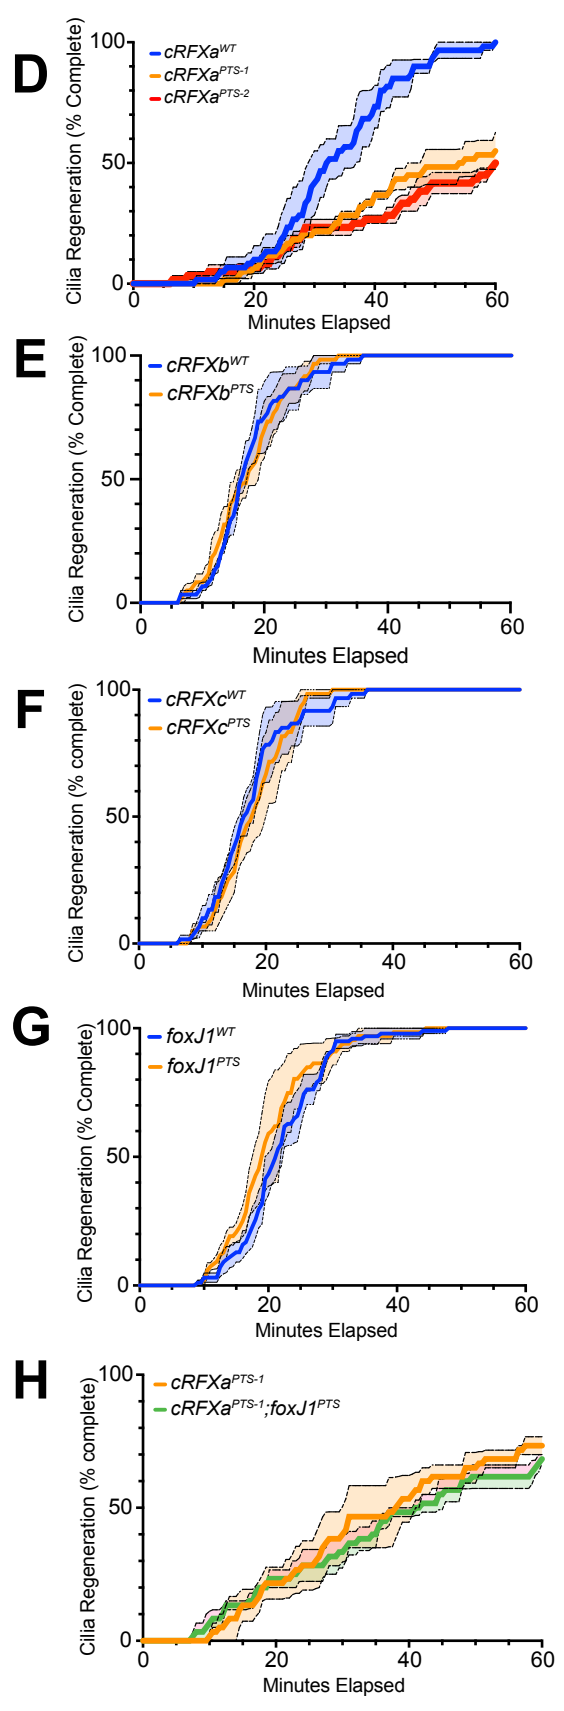 D
cRFXaWT
cRFXaPTS-1
cRFXaPTS-2
Cilia Regeneration (% Complete)
100
50
0
0 20 40 60
Minutes Elapsed
E
cRFXbWT
cRFXbPTS
Cilia Regeneration (% Complete)
100
50
0
0 20 40 60
Minutes Elapsed
F
cRFXcWT
cRFXcPTS
Cilia Regeneration (% complete)
100
50
0
0 20 40 60
Minutes Elapsed
G
foxJ1WT
foxJ1PTS
Cilia Regeneration (% Complete)
100
50
0
0 20 40 60
Minutes Elapsed
H
cRFXaPTS-1
cRFXaPTS-1;foxJ1PTS
Cilia Regeneration (% complete)
100
50
0
0 20 40 60
Minutes Elapsed